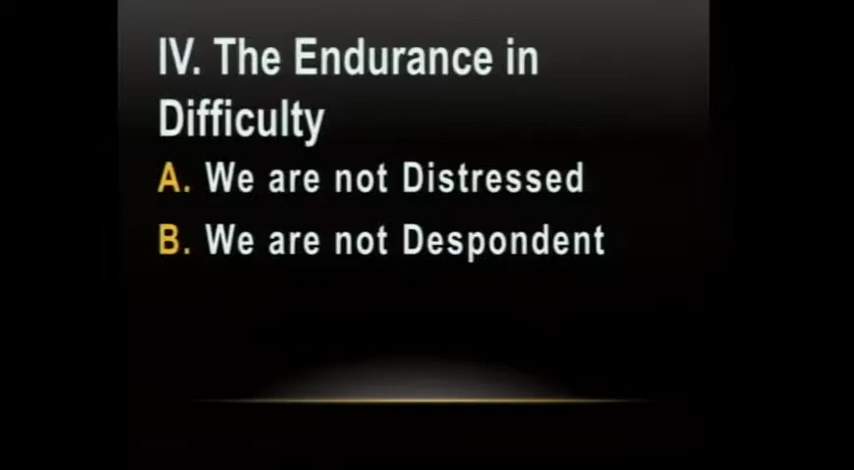 IV. The Endurance in
Difficulty
A. We are not Distressed
B. We are not Despondent